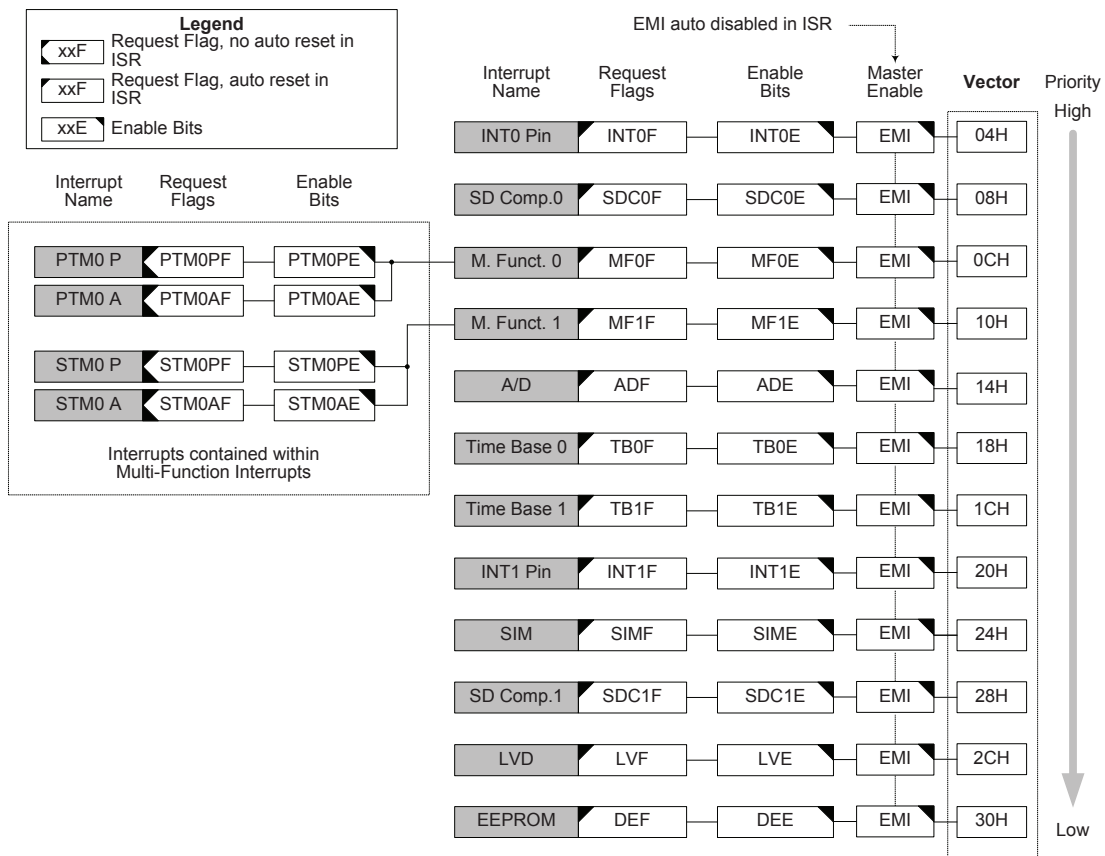 Legend
xxF Request Flag, no auto reset in
ISR
xxF Request Flag, auto reset in
ISR
xxE Enable Bits
EMI auto disabled in ISR
Interrupt Name Request Flags Enable Bits Master Enable Vector Priority
High
INT0 Pin INT0F INT0E EMI 04H
SD Comp.0 SDC0F SDC0E EMI 08H
M. Funct. 0 MF0F MF0E EMI 0CH
M. Funct. 1 MF1F MF1E EMI 10H
A/D ADF ADE EMI 14H
Time Base 0 TB0F TB0E EMI 18H
Time Base 1 TB1F TB1E EMI 1CH
INT1 Pin INT1F INT1E EMI 20H
SIM SIMF SIME EMI 24H
SD Comp.1 SDC1F SDC1E EMI 28H
LVD LVF LVE EMI 2CH
EEPROM DEF DEE EMI 30H
Low
Interrupt Name Request Flags Enable Bits
PTM0 P PTM0PF PTM0PE
PTM0 A PTM0AF PTM0AE
STM0 P STM0PF STM0PE
STM0 A STM0AF STM0AE
Interrupts contained within
Multi-Function Interrupts